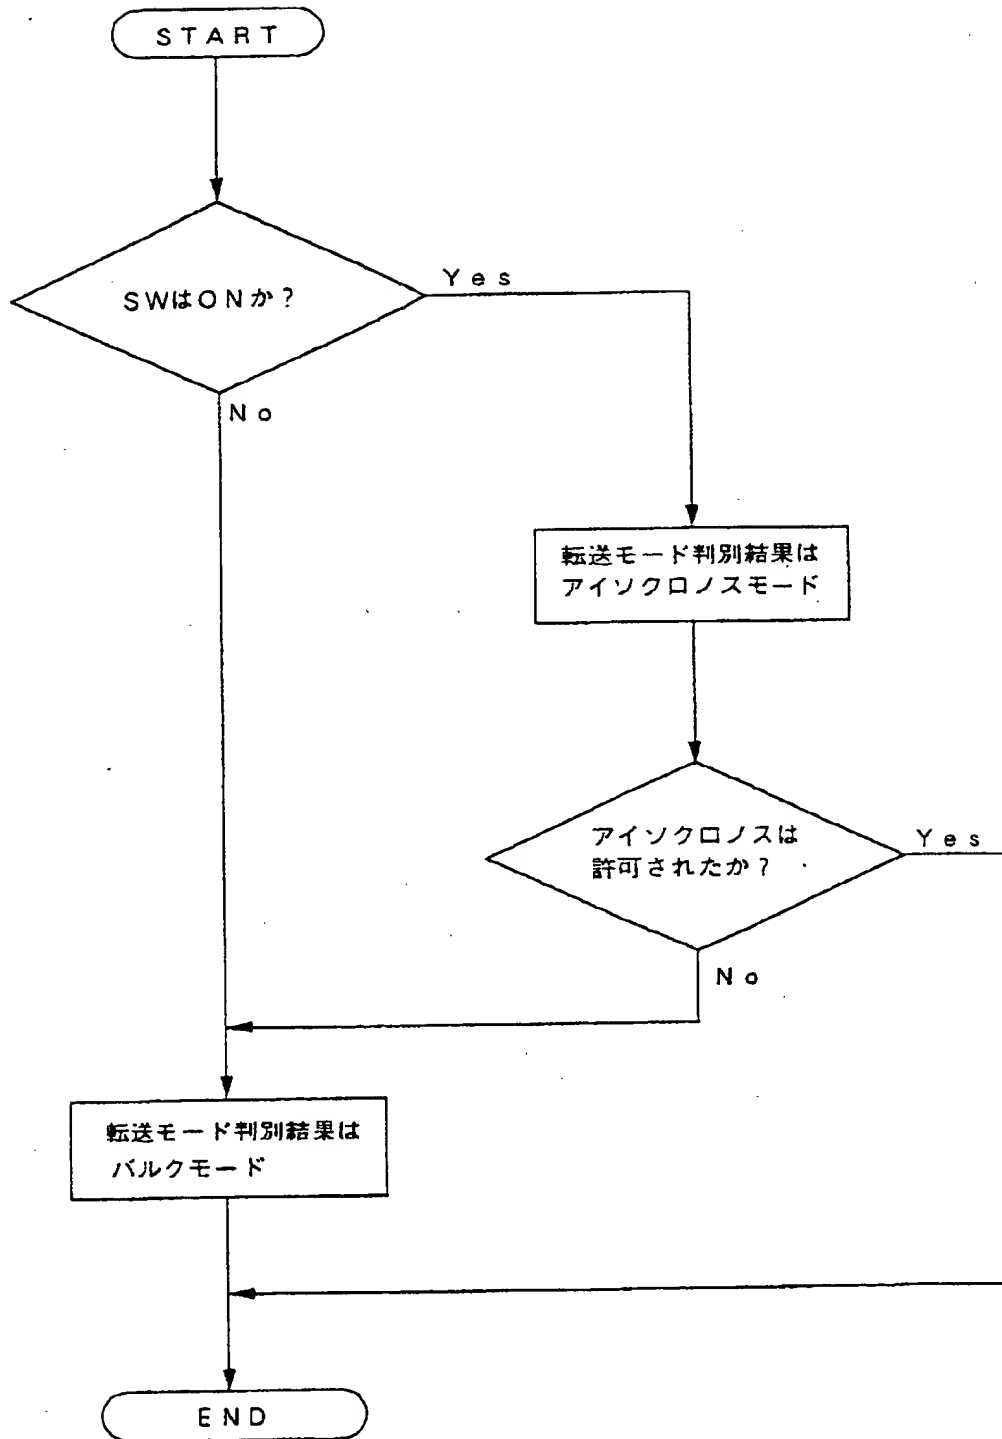 START
SWはONか？
Yes
No
転送モード判別結果は
アイソクロノスモード
アイソクロノスは
許可されたか？
Yes
No
転送モード判別結果は
バルクモード
END